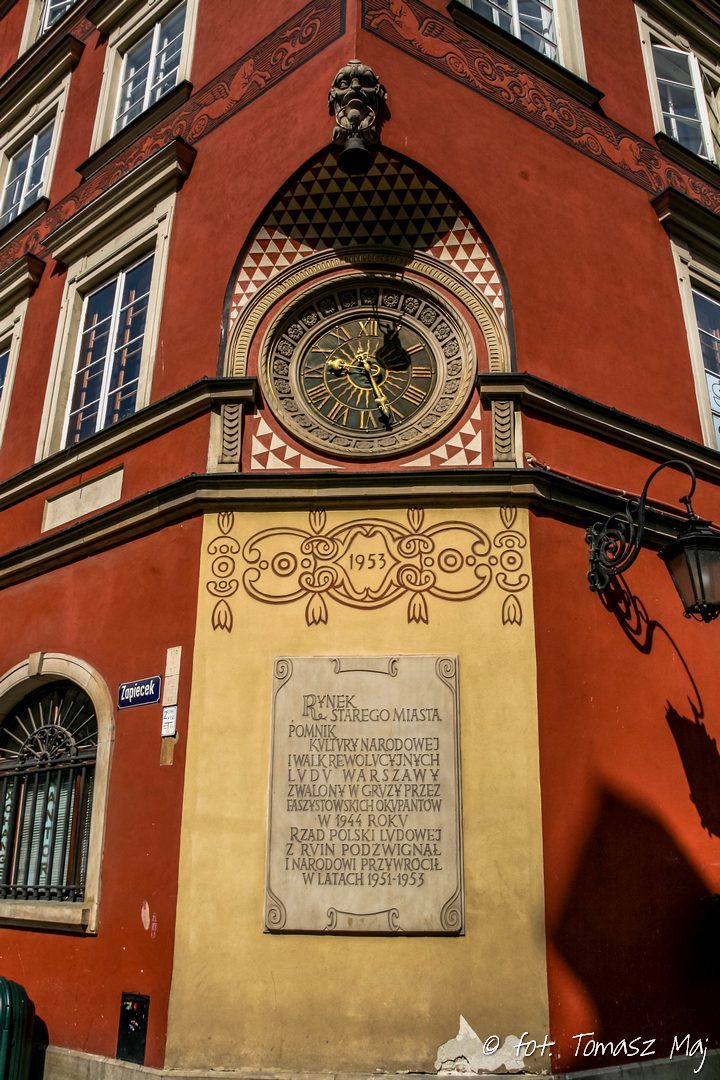 XII
1953
Zapiecek
RYNEK
STAREGO MIASTA
POMNIK
KVLTVRY NARODOWEJ
I WALK REWOLVCYJNYCH
LVDV WARSZAWY
ZWALONY W GRVZY PRZEZ
FASZYSTOWSKICH OKVPANTÓW
W 1944 ROKV
RZĄD POLSKI LVDOWEJ
Z RVIN PODZWIGNĄŁ
I NARODOWI PRZYWRÓCIŁ
W LATACH 1951-1953
© fot. Tomasz Maj